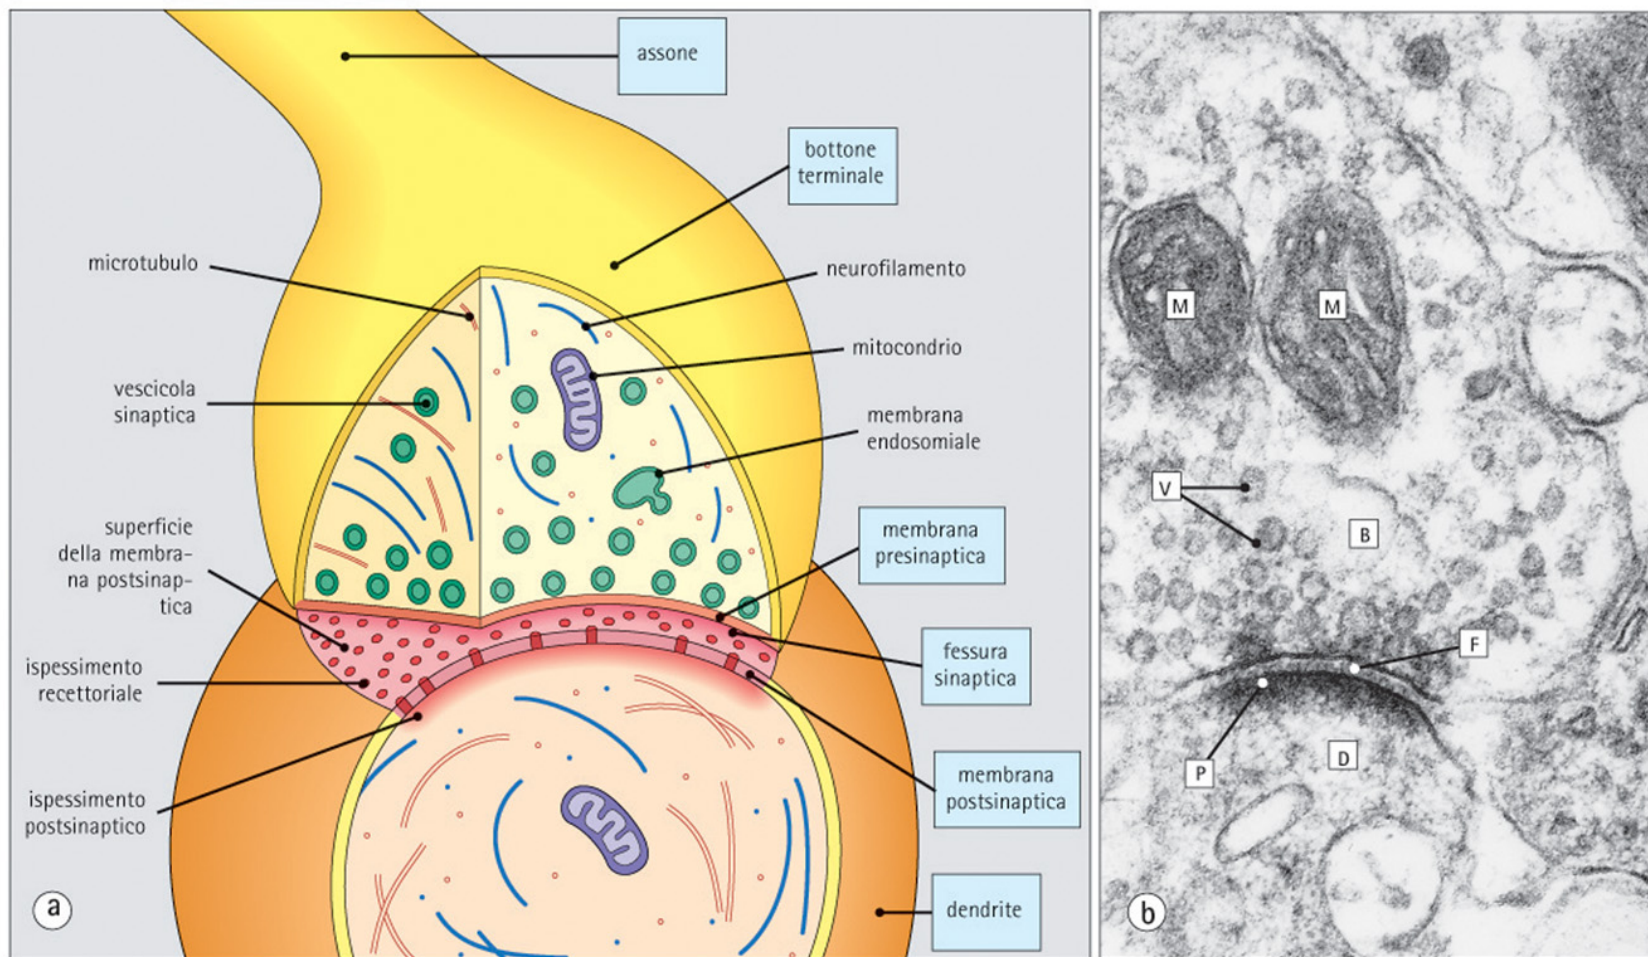 assone
bottone
terminale
microtubulo
neurofilamento
mitocondrio
vescicola
sinaptica
membrana
endosomiale
superficie
della membra-
na postsinap-
tica
membrana
presinaptica
fessura
sinaptica
ispessimento
recettoriale
membrana
postsinaptica
ispessimento
postsinaptico
dendrite
a
M
M
V
B
F
P
D
b